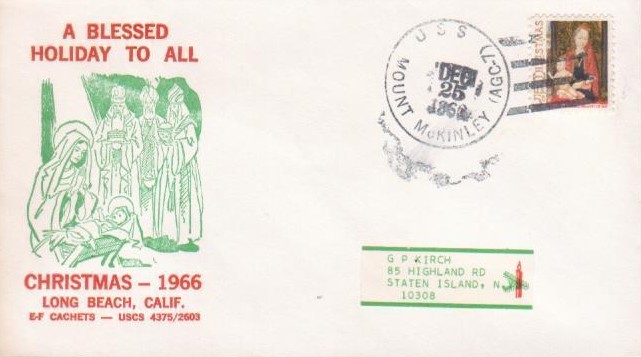 A BLESSED
HOLIDAY TO ALL
CHRISTMAS – 1966
LONG BEACH, CALIF.
E-F CACHETS — USCS 4375/2603
USS
MOUNT McKINLEY (AGC-7)
DEC
25
196
CHRISTMAS
G P KIRCH
85 HIGHLAND RD
STATEN ISLAND, N
10308